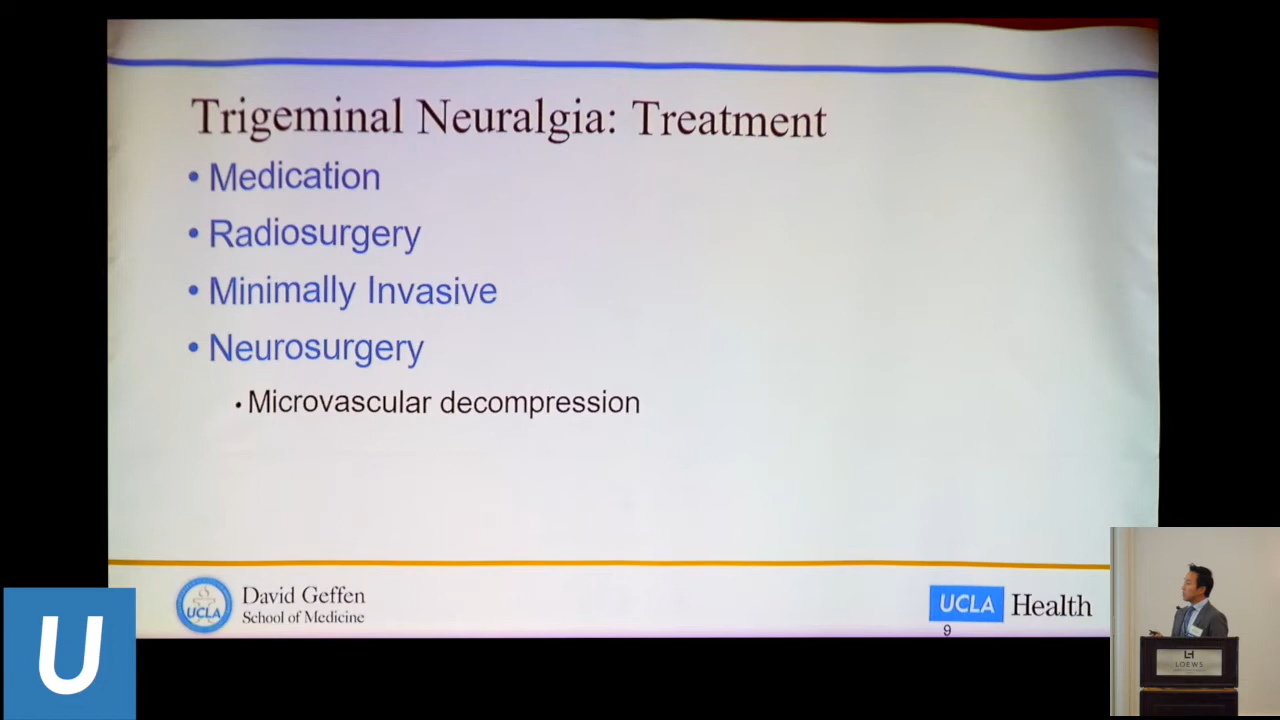 Trigeminal Neuralgia: Treatment
• Medication
• Radiosurgery
• Minimally Invasive
• Neurosurgery
• Microvascular decompression
UCLA
David Geffen
School of Medicine
UCLA Health
9
U
LOEWS